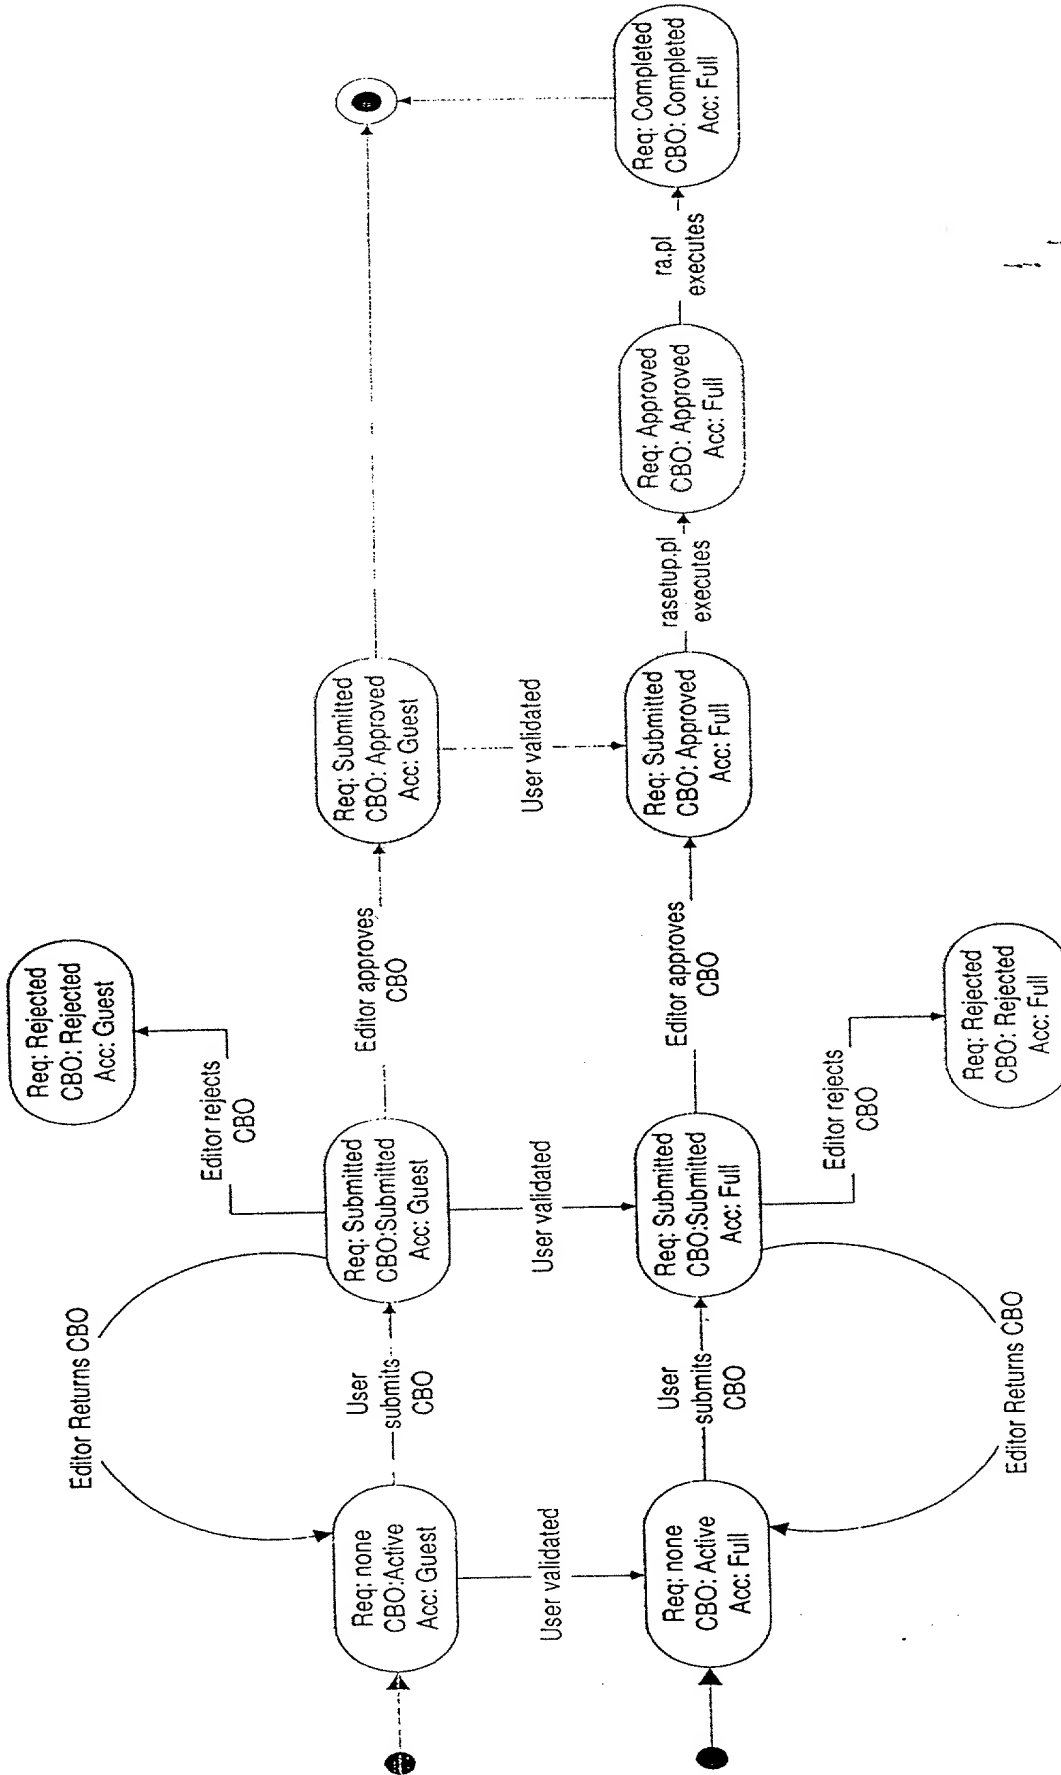 Req: Rejected
CBO: Rejected
Acc: Guest
Editor Returns CBO
Editor rejects
CBO
Req: none
CBO:Active
Acc: Guest
User
submits
CBO
Req: Submitted
CBO:Submitted
Acc: Guest
Editor approves
CBO
Req: Submitted
CBO: Approved
Acc: Guest
User validated
User validated
User validated
Req: none
CBO: Active
Acc: Full
User
submits
CBO
Req: Submitted
CBO:Submitted
Acc: Full
Editor approves
CBO
Req: Submitted
CBO: Approved
Acc: Full
rasetup.pl
executes
Req: Approved
CBO: Approved
Acc: Full
ra.pl
executes
Req: Completed
CBO: Completed
Acc: Full
Editor rejects
CBO
Editor Returns CBO
Req: Rejected
CBO: Rejected
Acc: Full